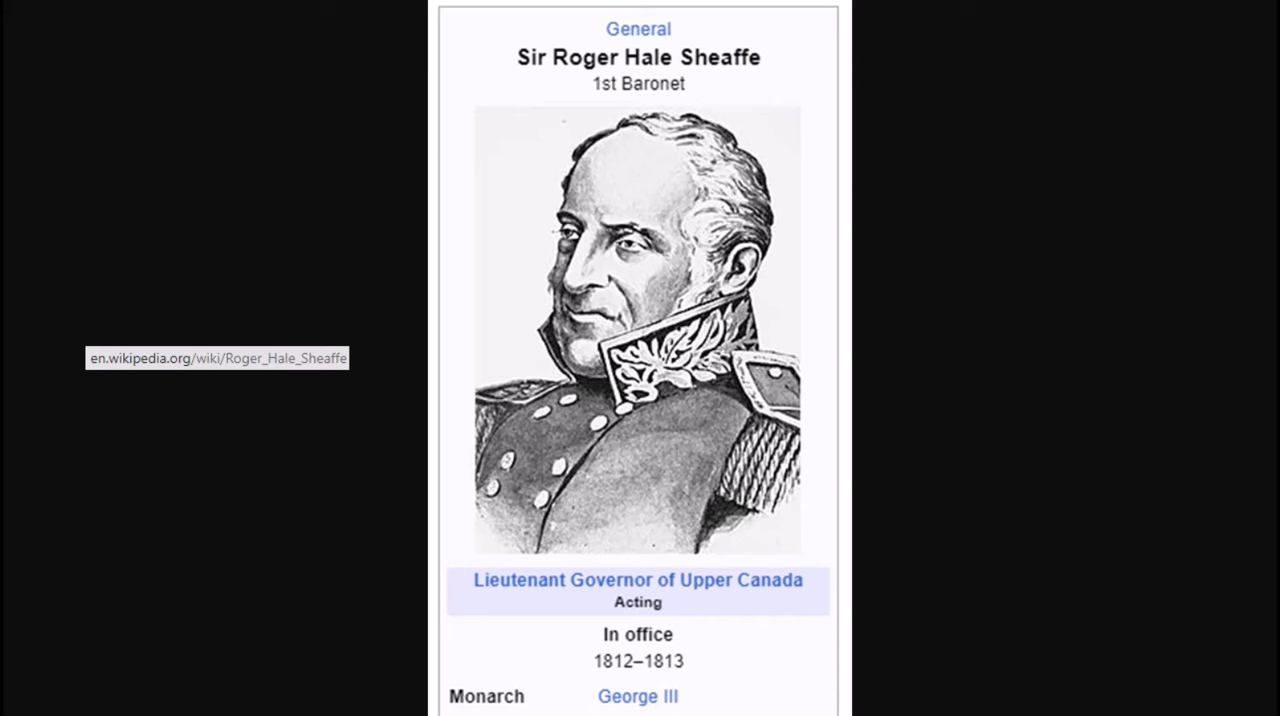 General
Sir Roger Hale Sheaffe
1st Baronet
en.wikipedia.org/wiki/Roger_Hale_Sheaffe
Lieutenant Governor of Upper Canada
Acting
In office
1812–1813
Monarch George III